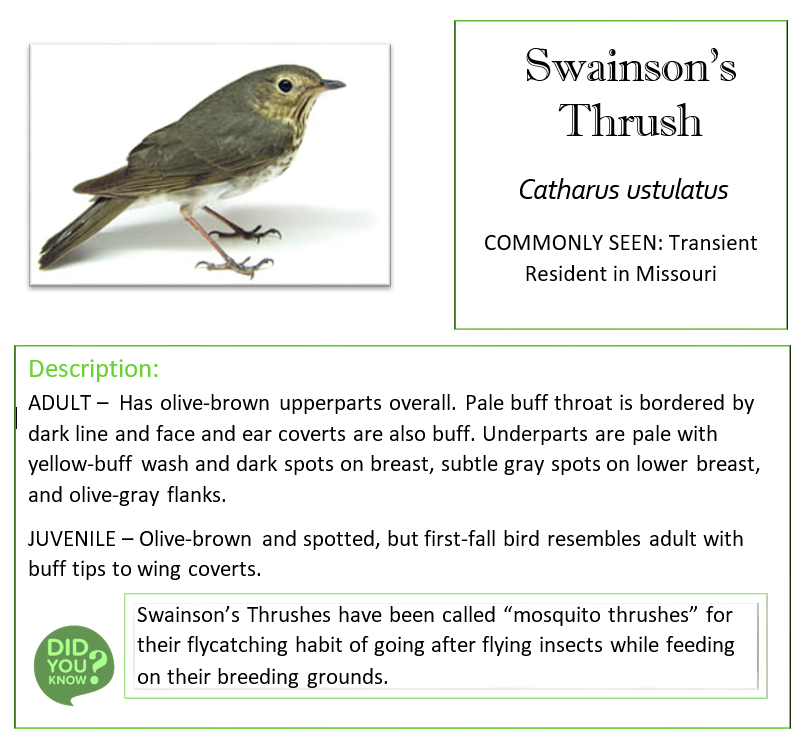 Swainson’s
Thrush
Catharus ustulatus
COMMONLY SEEN: Transient
Resident in Missouri
Description:
ADULT – Has olive-brown upperparts overall. Pale buff throat is bordered by
dark line and face and ear coverts are also buff. Underparts are pale with
yellow-buff wash and dark spots on breast, subtle gray spots on lower breast,
and olive-gray flanks.
JUVENILE – Olive-brown and spotted, but first-fall bird resembles adult with
buff tips to wing coverts.
DID
YOU
KNOW?
Swainson’s Thrushes have been called “mosquito thrushes” for
their flycatching habit of going after flying insects while feeding
on their breeding grounds.